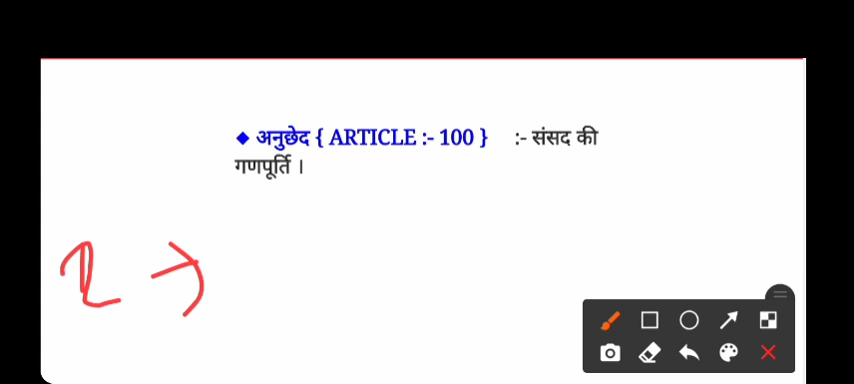 ◆ अनुछेद { ARTICLE :- 100 } :- संसद की
गणपूर्ति ।